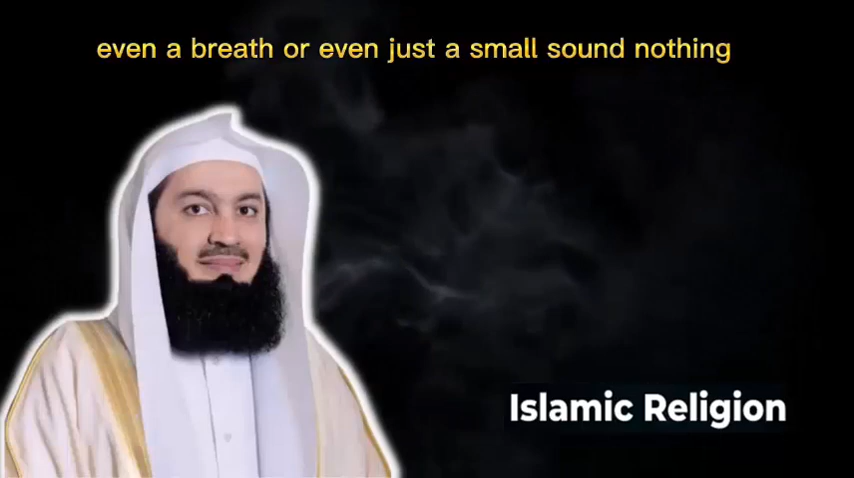 even a breath or even just a small sound nothing
Islamic Religion